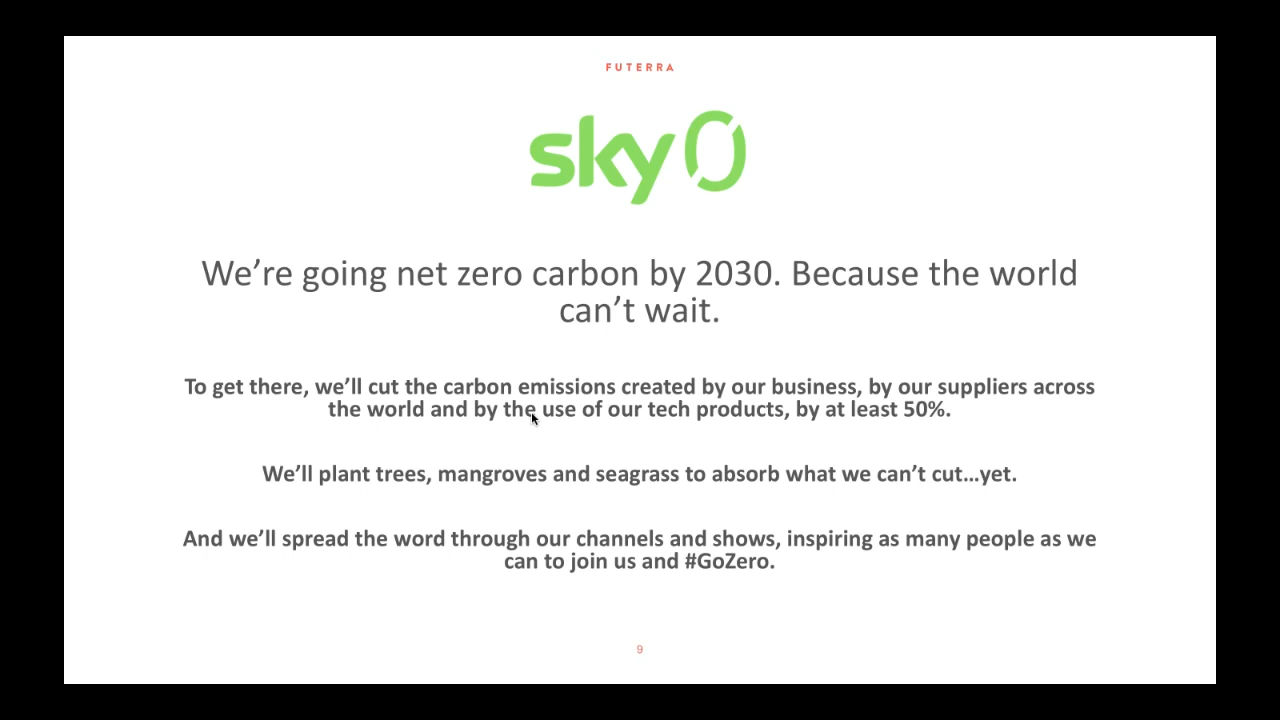 FUTERRA
sky 0
We’re going net zero carbon by 2030. Because the world
can’t wait.
To get there, we’ll cut the carbon emissions created by our business, by our suppliers across
the world and by the use of our tech products, by at least 50%.
We’ll plant trees, mangroves and seagrass to absorb what we can’t cut…yet.
And we’ll spread the word through our channels and shows, inspiring as many people as we
can to join us and #GoZero.
9